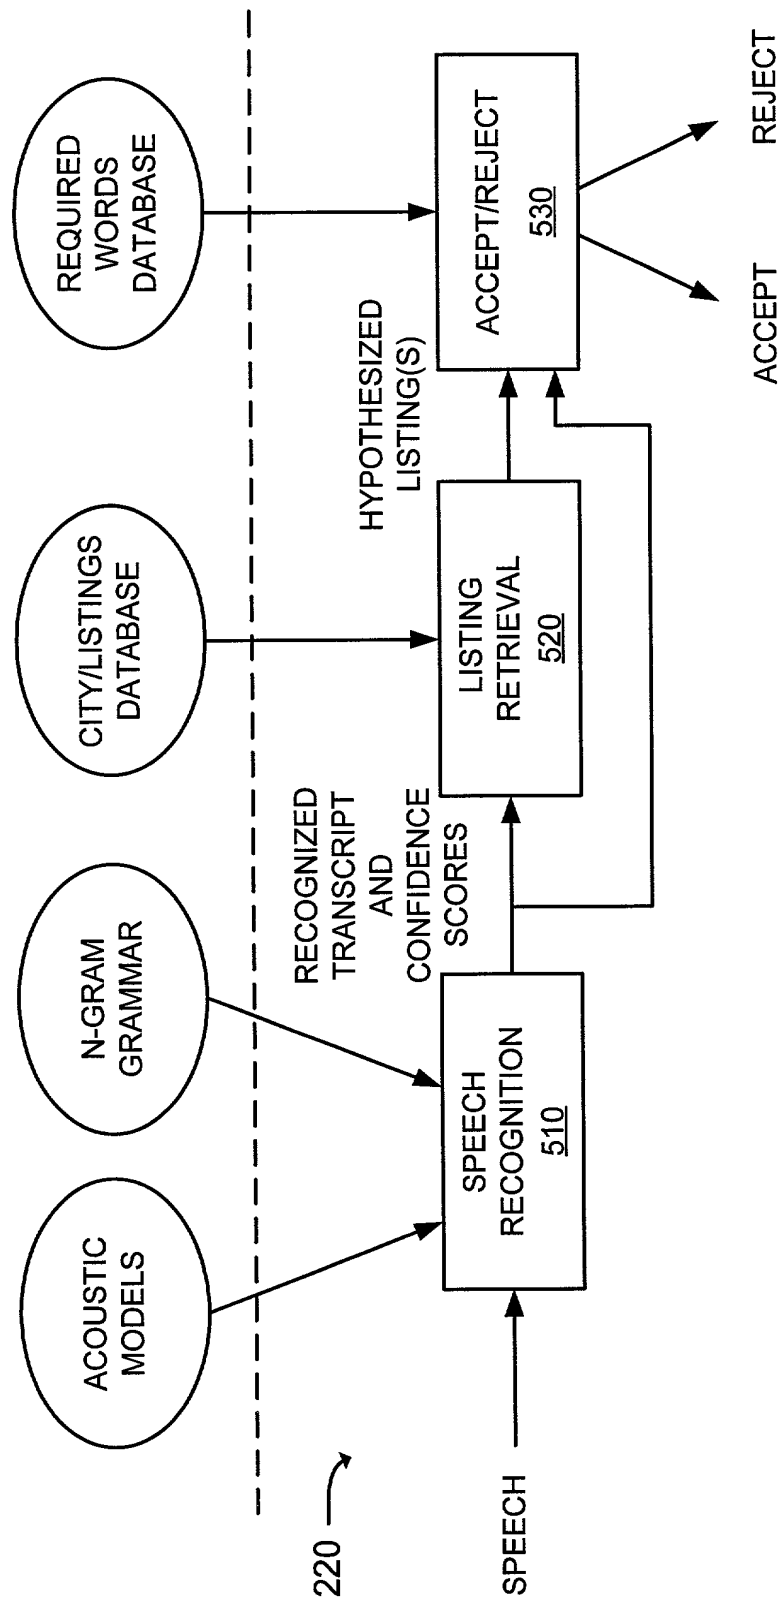 ACOUSTIC
MODELS
N-GRAM
GRAMMAR
CITY/LISTINGS
DATABASE
REQUIRED
WORDS
DATABASE
220
RECOGNIZED
TRANSCRIPT
AND
CONFIDENCE
SCORES
HYPOTHESIZED
LISTING(S)
SPEECH
SPEECH
RECOGNITION
510
LISTING
RETRIEVAL
520
ACCEPT/REJECT
530
ACCEPT
REJECT